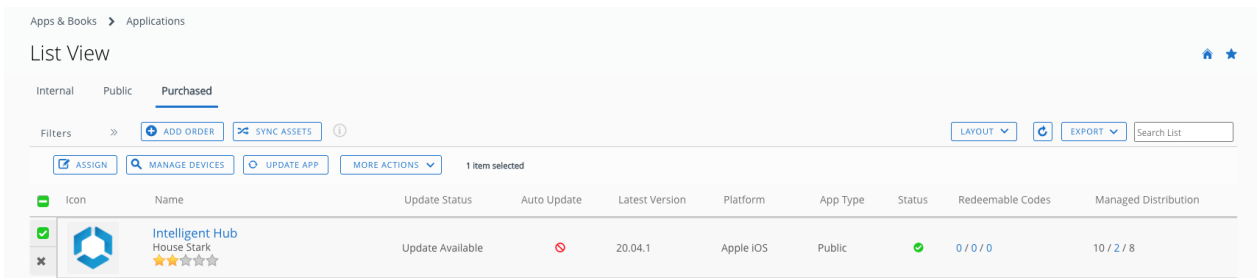 Apps & Books > Applications
List View
Internal Public Purchased
Filters » ADD ORDER SYNC ASSETS LAYOUT EXPORT Search List
ASSIGN MANAGE DEVICES UPDATE APP MORE ACTIONS 1 item selected
Icon Name Update Status Auto Update Latest Version Platform App Type Status Redeemable Codes Managed Distribution
Intelligent Hub
House Stark
Update Available 20.04.1 Apple iOS Public 0 / 0 / 0 10 / 2 / 8